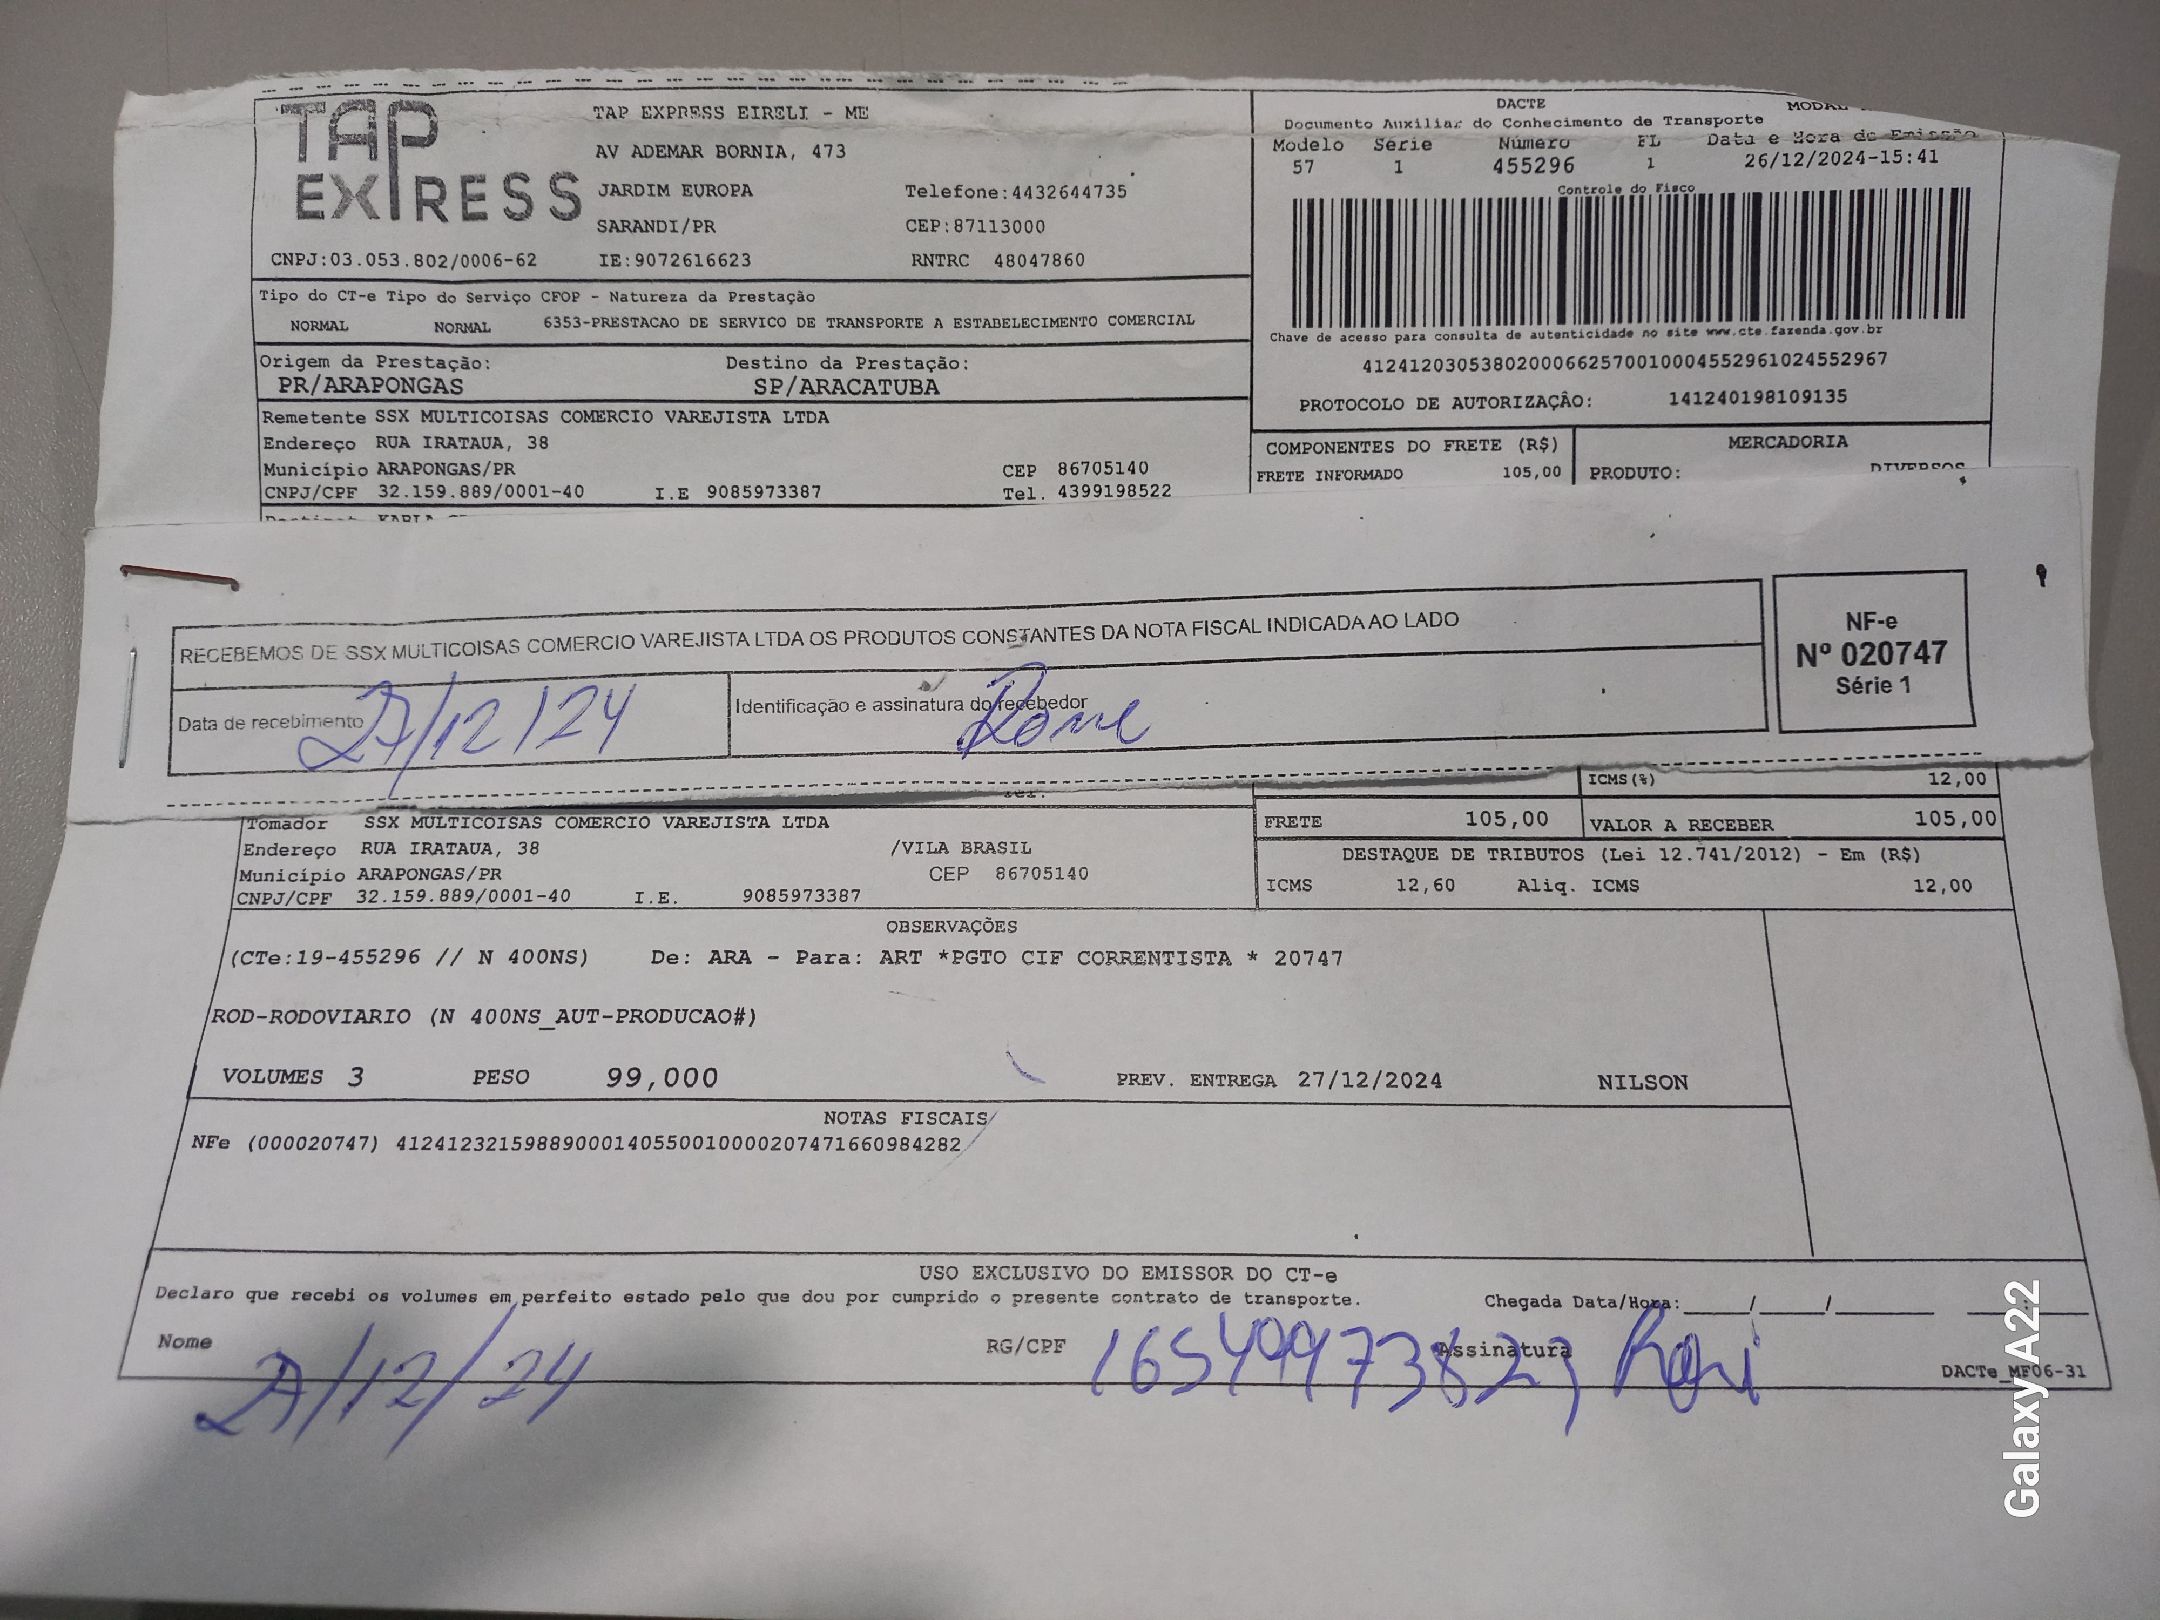 TAP EXPRESS
TAP EXPRESS EIRELI - ME
AV ADEMAR BORNIA, 473
JARDIM EUROPA Telefone:4432644735
SARANDI/PR CEP:87113000
CNPJ:03.053.802/0006-62 IE:9072616623 RNTRC 48047860
DACTE
Documento Auxiliar do Conhecimento de Transporte
Modelo Série Número FL Data e Hora de Emissão
57 1 455296 1 26/12/2024-15:41
Controle do Fisco
Chave de acesso para consulta de autenticidade no site www.cte.fazenda.gov.br
41241203053802000662570010004552961024552967
PROTOCOLO DE AUTORIZAÇÂO: 141240198109135
Tipo do CT-e Tipo do Serviço CFOP - Natureza da Prestação
NORMAL NORMAL 6353-PRESTACAO DE SERVICO DE TRANSPORTE A ESTABELECIMENTO COMERCIAL
Origem da Prestação: Destino da Prestação:
PR/ARAPONGAS SP/ARACATUBA
Remetente SSX MULTICOISAS COMERCIO VAREJISTA LTDA
Endereço RUA IRATAUA, 38
Município ARAPONGAS/PR CEP 86705140
CNPJ/CPF 32.159.889/0001-40 I.E 9085973387 Tel. 4399198522
COMPONENTES DO FRETE (R$) MERCADORIA
FRETE INFORMADO 105,00 PRODUTO: DIVERSOS
RECEBEMOS DE SSX MULTICOISAS COMERCIO VAREJISTA LTDA OS PRODUTOS CONSTANTES DA NOTA FISCAL INDICADA AO LADO
Data de recebimento 27/12/24
Identificação e assinatura do recebedor
NF-e
Nº 020747
Série 1
ICMS(%) 12,00
Tomador SSX MULTICOISAS COMERCIO VAREJISTA LTDA
Endereço RUA IRATAUA, 38 /VILA BRASIL
Município ARAPONGAS/PR CEP 86705140
CNPJ/CPF 32.159.889/0001-40 I.E. 9085973387
FRETE 105,00 VALOR A RECEBER 105,00
DESTAQUE DE TRIBUTOS (Lei 12.741/2012) - Em (R$)
ICMS 12,60 Aliq. ICMS 12,00
OBSERVAÇÕES
(CTe:19-455296 // N 400NS) De: ARA - Para: ART *PGTO CIF CORRENTISTA * 20747
ROD-RODOVIARIO (N 400NS_AUT-PRODUCAO#)
VOLUMES 3 PESO 99,000 PREV. ENTREGA 27/12/2024 NILSON
NOTAS FISCAIS
NFe (000020747) 41241232159889000140550010000207471660984282
USO EXCLUSIVO DO EMISSOR DO CT-e
Declaro que recebi os volumes em perfeito estado pelo que dou por cumprido o presente contrato de transporte. Chegada Data/Hora:
Nome 27/12/24 RG/CPF Assinatura
DACTe_MF06-31
Galaxy A22